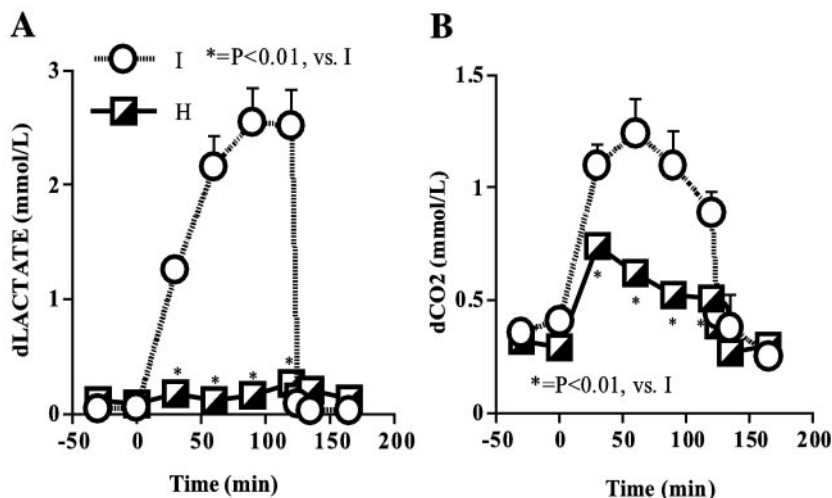 A
I
*=P<0.01, vs. I
H
dLACTATE (mmol/L)
3
2
1
0
-50
0
50
100
150
200
Time (min)
*
*
*
*
B
dCO2 (mmol/L)
1.5
1
0.5
0
-50
0
50
100
150
200
Time (min)
*
*
*
*
*=P<0.01, vs. I